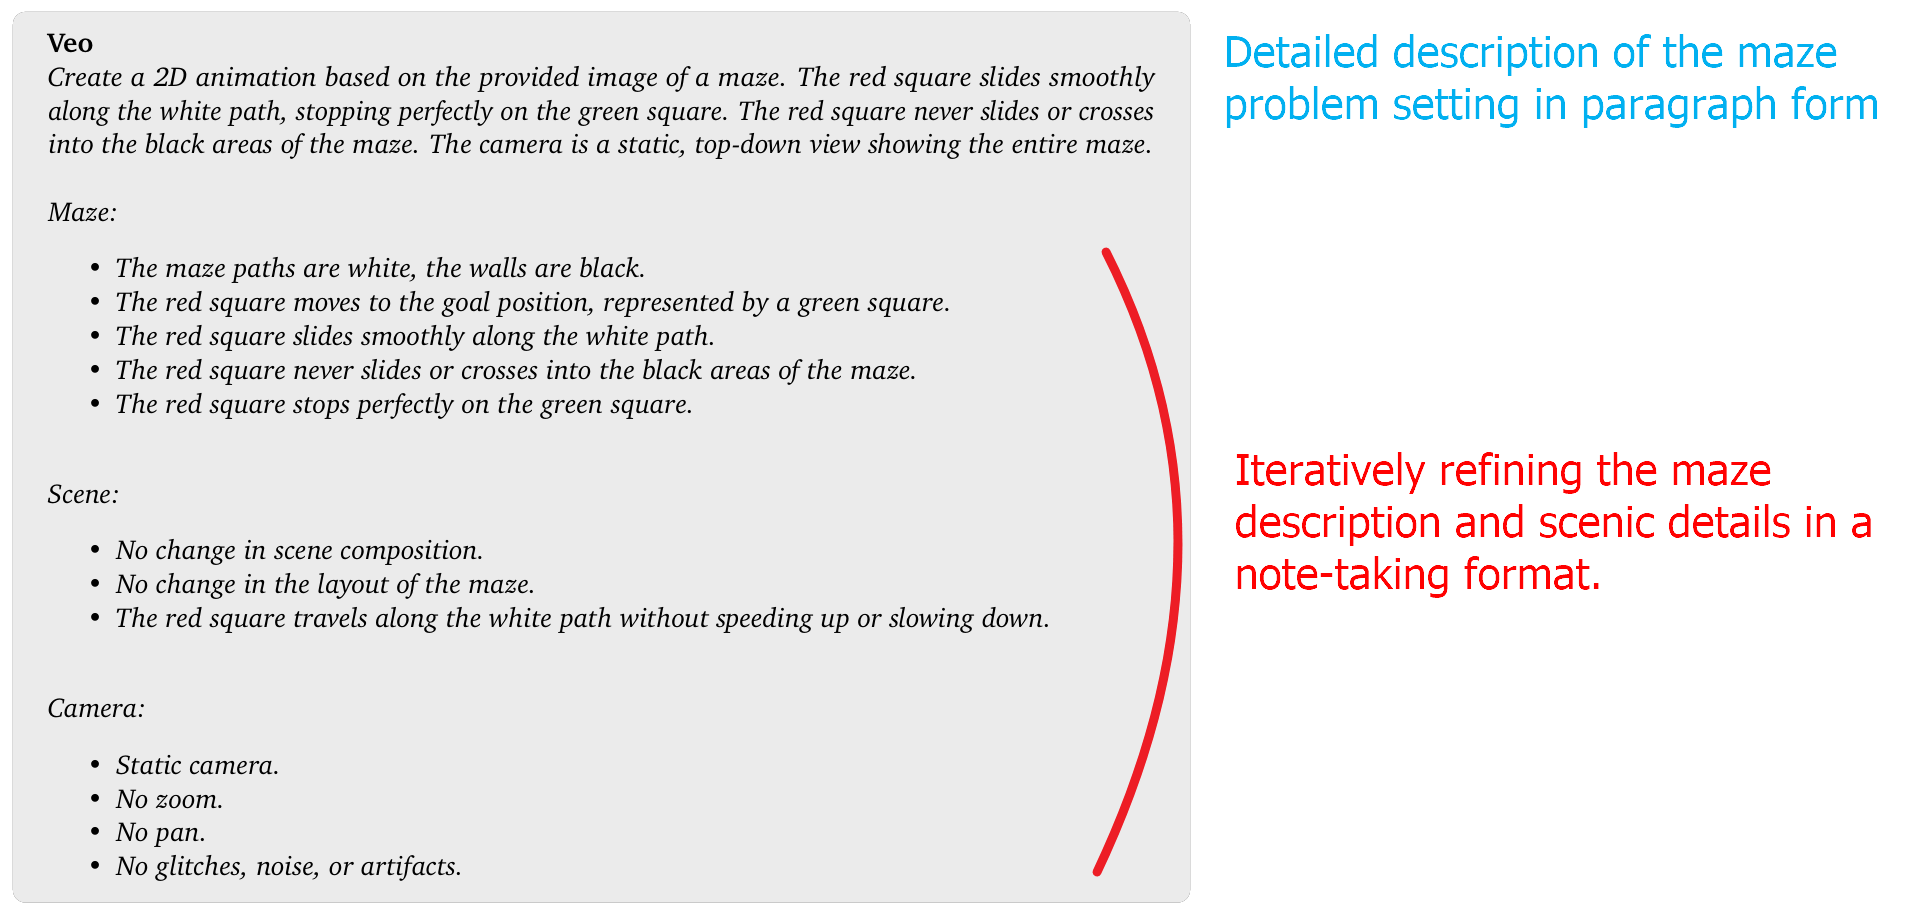 Veo
Create a 2D animation based on the provided image of a maze. The red square slides smoothly
along the white path, stopping perfectly on the green square. The red square never slides or crosses
into the black areas of the maze. The camera is a static, top-down view showing the entire maze.
Detailed description of the maze
problem setting in paragraph form
Maze:
• The maze paths are white, the walls are black.
• The red square moves to the goal position, represented by a green square.
• The red square slides smoothly along the white path.
• The red square never slides or crosses into the black areas of the maze.
• The red square stops perfectly on the green square.
Scene:
• No change in scene composition.
• No change in the layout of the maze.
• The red square travels along the white path without speeding up or slowing down.
Camera:
• Static camera.
• No zoom.
• No pan.
• No glitches, noise, or artifacts.
Iteratively refining the maze
description and scenic details in a
note-taking format.